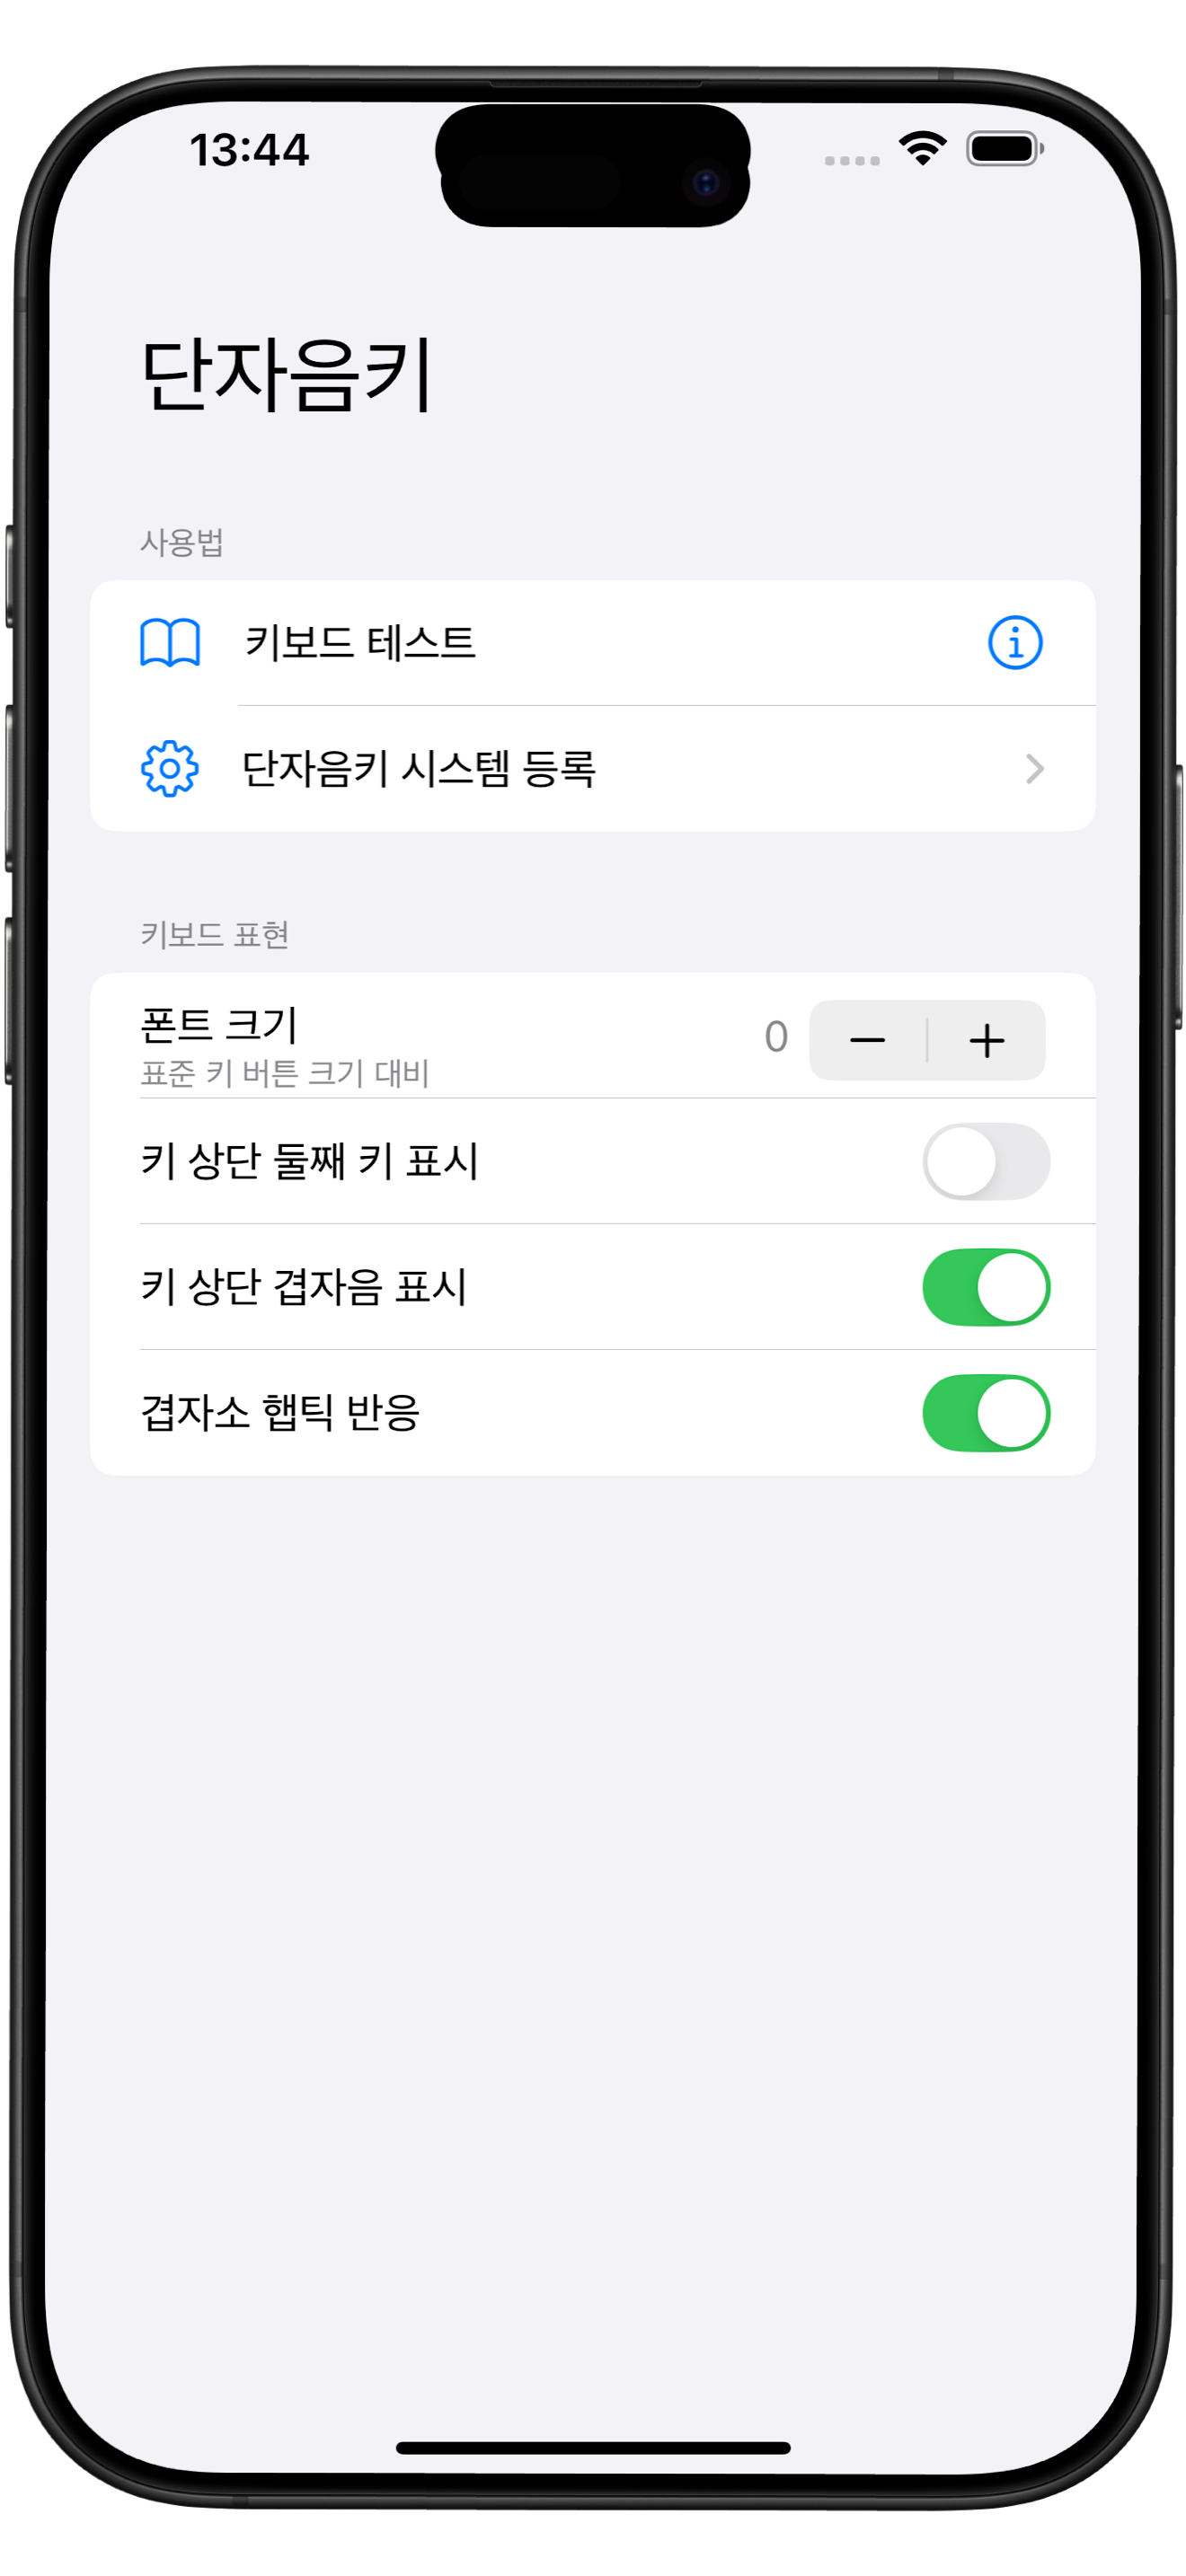 13:44
단자음키
사용법
키보드 테스트
단자음키 시스템 등록
키보드 표현
폰트 크기
0
표준 키 버튼 크기 대비
키 상단 둘째 키 표시
키 상단 겹자음 표시
겹자소 햅틱 반응